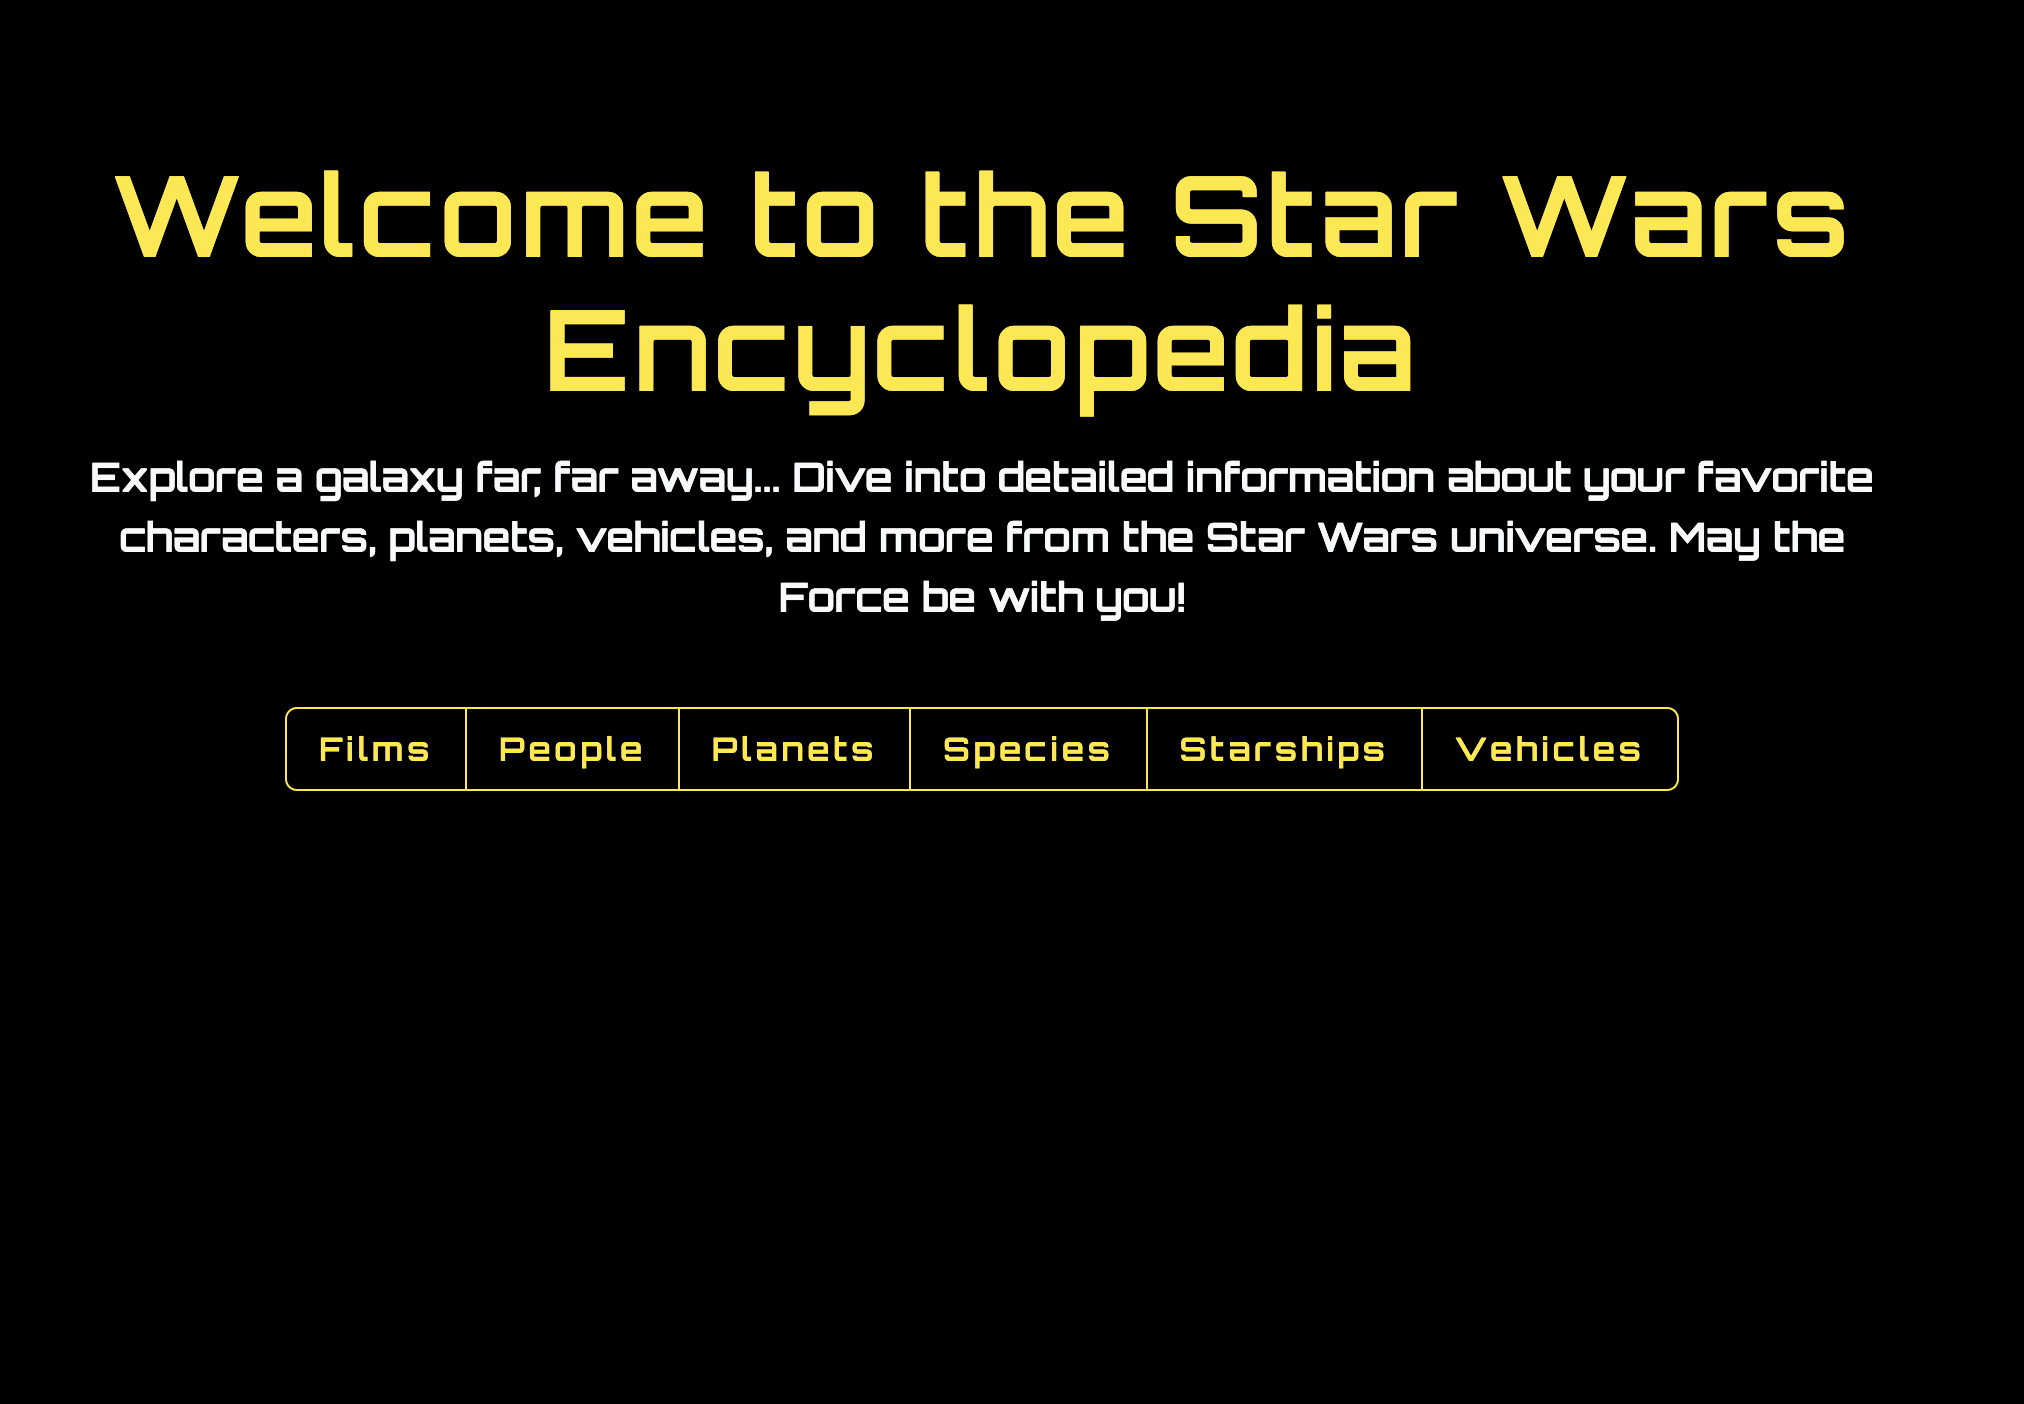 Welcome to the Star Wars
Encyclopedia
Explore a galaxy far, far away... Dive into detailed information about your favorite
characters, planets, vehicles, and more from the Star Wars universe. May the
Force be with you!
Films People Planets Species Starships Vehicles